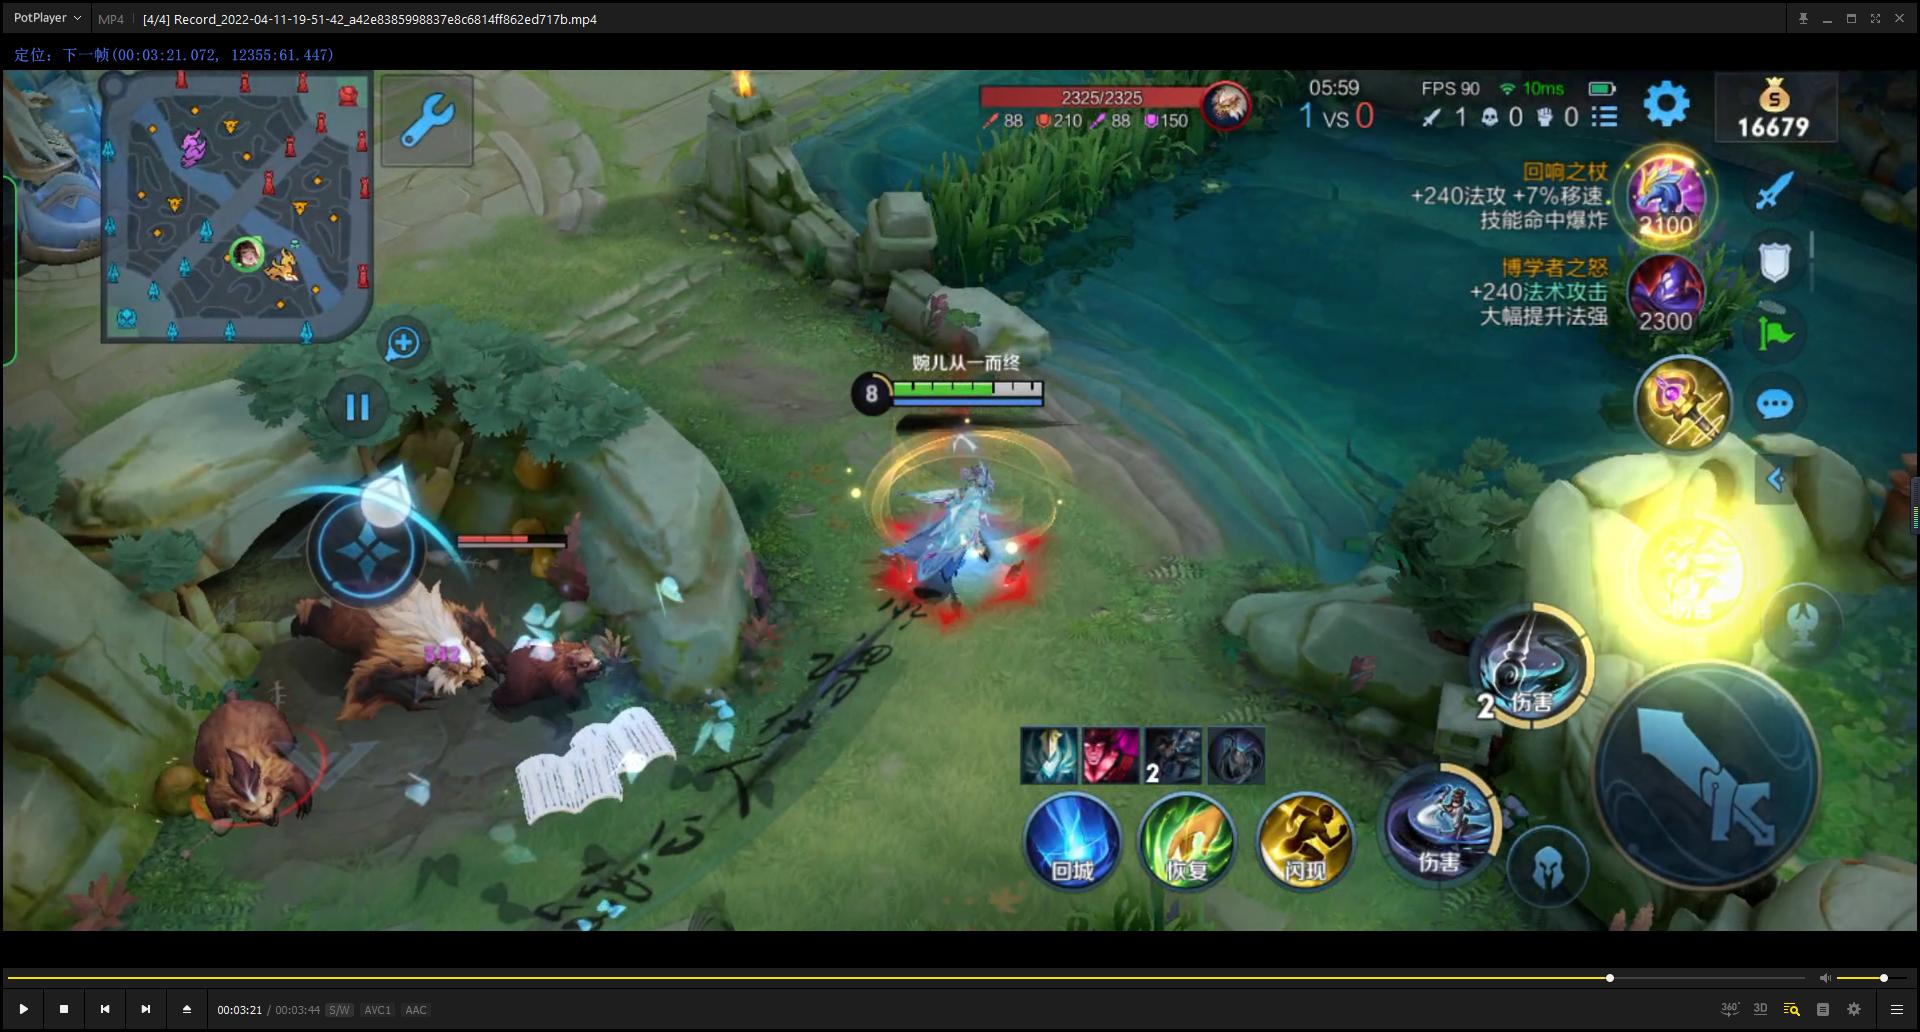 PotPlayer
MP4
[4/4] Record_2022-04-11-19-51-42_a42e8385998837e8c6814ff862ed717b.mp4
定位: 下一帧(00:03:21.072, 12355:61.447)
2325/2325
88 210 88 150
05:59
1 VS 0
FPS 90 10ms
1 0 0
16679
回响之杖
+240法攻 +7%移速
技能命中爆炸
2100
博学者之怒
+240法术攻击
大幅提升法强
2300
婉儿从一而终
8
342
伤害
2
伤害
2
回城
恢复
闪现
伤害
00:03:21 / 00:03:44 S/W AVC1 AAC
360°
3D